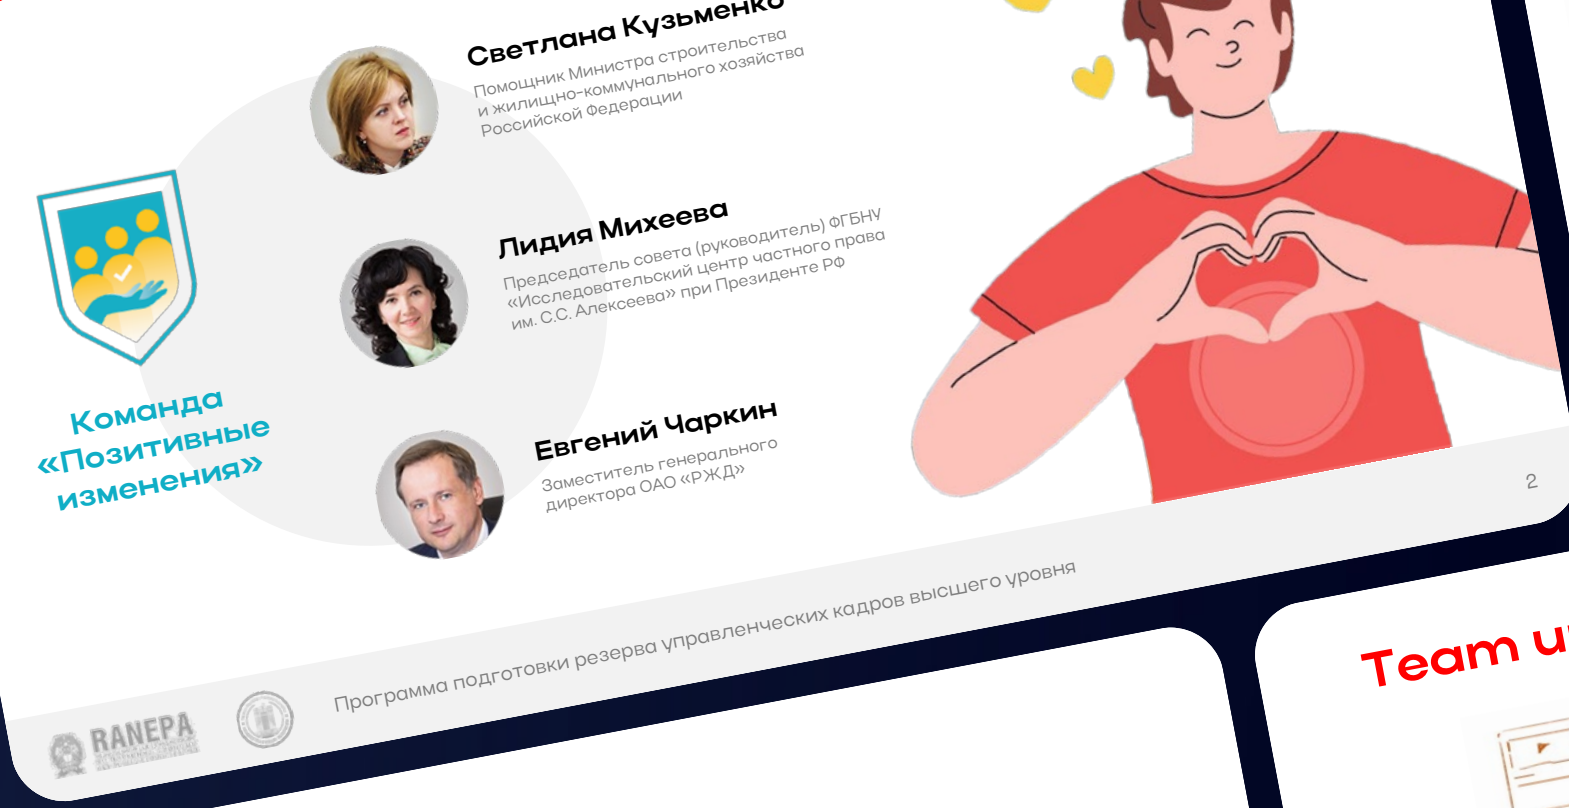 Светлана Кузьменко
Помощник Министра строительства
и жилищно-коммунального хозяйства
Российской Федерации
Лидия Михеева
Председатель совета (руководитель) ФГБНУ
«Исследовательский центр частного права
им. С.С. Алексеева» при Президенте РФ
Евгений Чаркин
Заместитель генерального
директора ОАО «РЖД»
Команда
«Позитивные
изменения»
2
RANEPA
Программа подготовки резерва управленческих кадров высшего уровня
Team